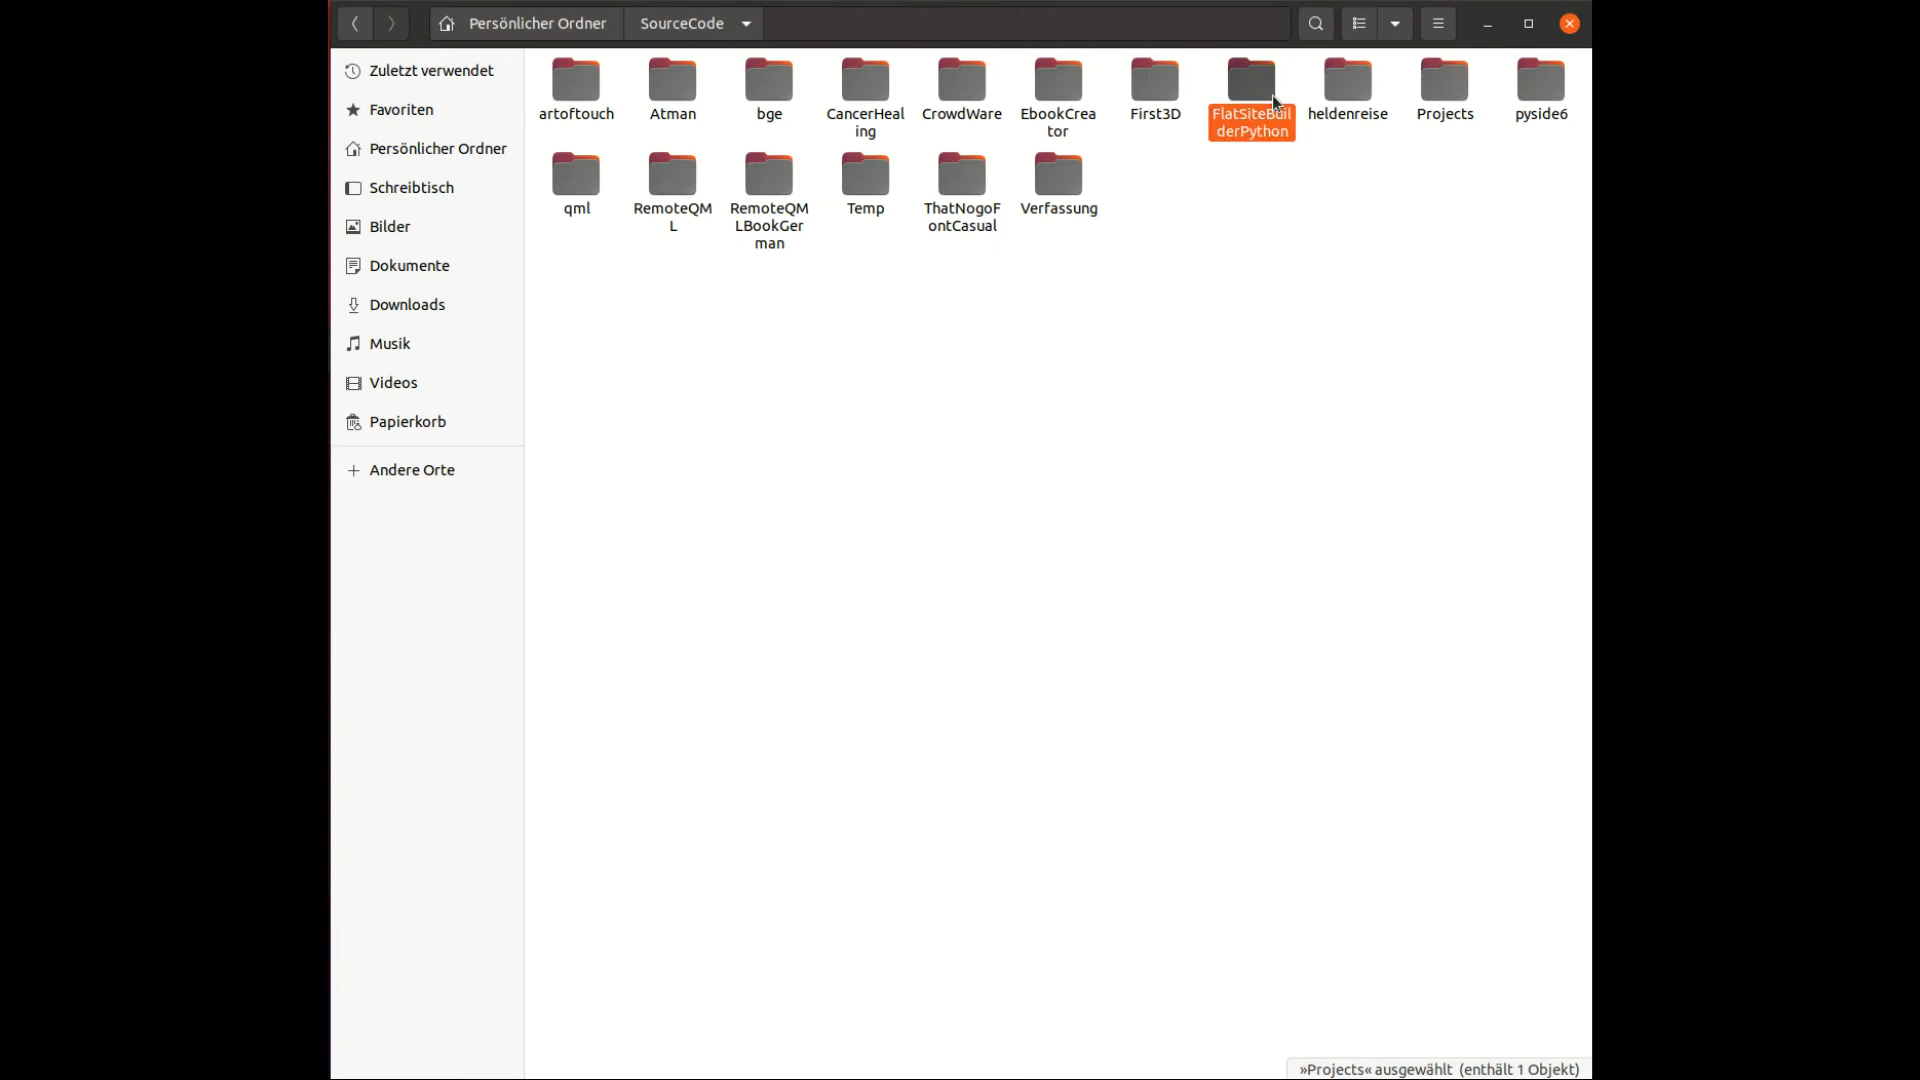 Persönlicher Ordner
SourceCode
Zuletzt verwendet
Favoriten
Persönlicher Ordner
Schreibtisch
Bilder
Dokumente
Downloads
Musik
Videos
Papierkorb
Andere Orte
artoftouch
Atman
bge
CancerHeal
ing
CrowdWare
EbookCrea
tor
First3D
FlatSiteBuil
derPython
heldenreise
Projects
pyside6
qml
RemoteQM
L
RemoteQM
LBookGer
man
Temp
ThatNogoF
ontCasual
Verfassung
»Projects« ausgewählt (enthält 1 Objekt)